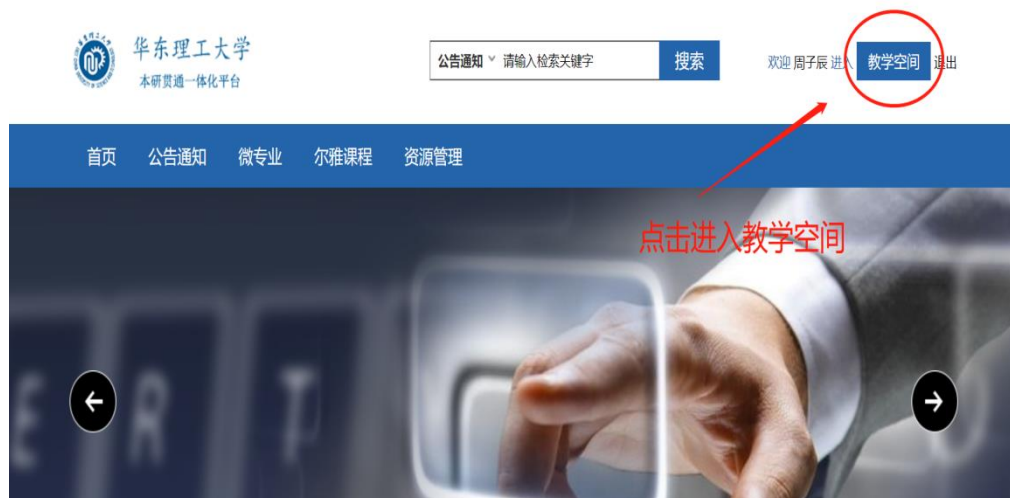 华东理工大学
本研贯通一体化平台
公告通知 请输入检索关键字 搜索
欢迎 周子辰 进入 教学空间 退出
首页 公告通知 微专业 尔雅课程 资源管理
点击进入教学空间
E R T